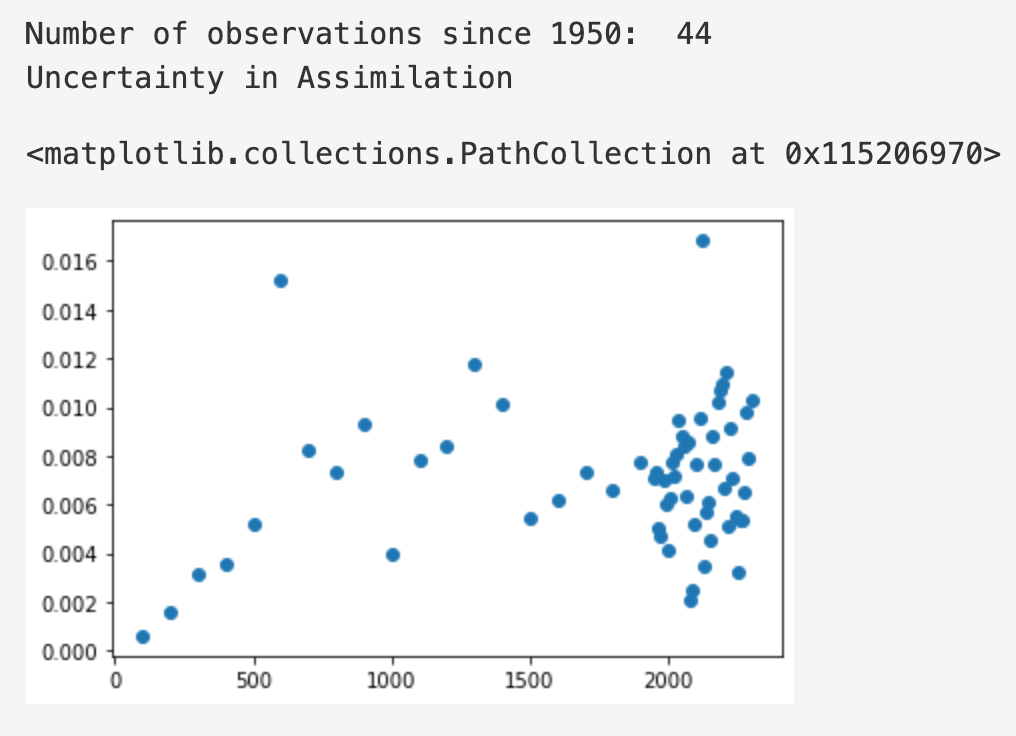 Number of observations since 1950:  44
Uncertainty in Assimilation
<matplotlib.collections.PathCollection at 0x115206970>
0.016
0.014
0.012
0.010
0.008
0.006
0.004
0.002
0.000
0 500 1000 1500 2000